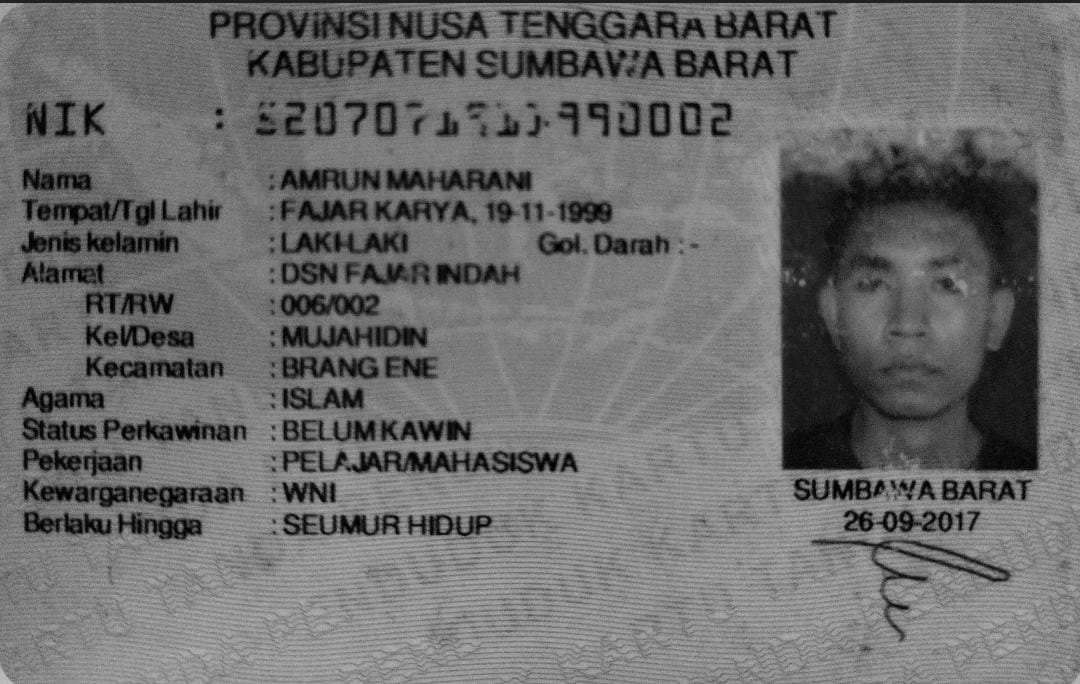 PROVINSI NUSA TENGGARA BARAT
KABUPATEN SUMBAWA BARAT
NIK :
Nama : AMRUN MAHARANI
Tempat/Tgl Lahir : FAJAR KARYA, 19-11-1999
Jenis kelamin : LAKI-LAKI Gol. Darah : -
Alamat : DSN FAJAR INDAH
RT/RW : 006/002
Kel/Desa : MUJAHIDIN
Kecamatan : BRANG ENE
Agama : ISLAM
Status Perkawinan : BELUM KAWIN
Pekerjaan : PELAJAR/MAHASISWA
Kewarganegaraan : WNI
Berlaku Hingga : SEUMUR HIDUP
SUMBAWA BARAT
26-09-2017